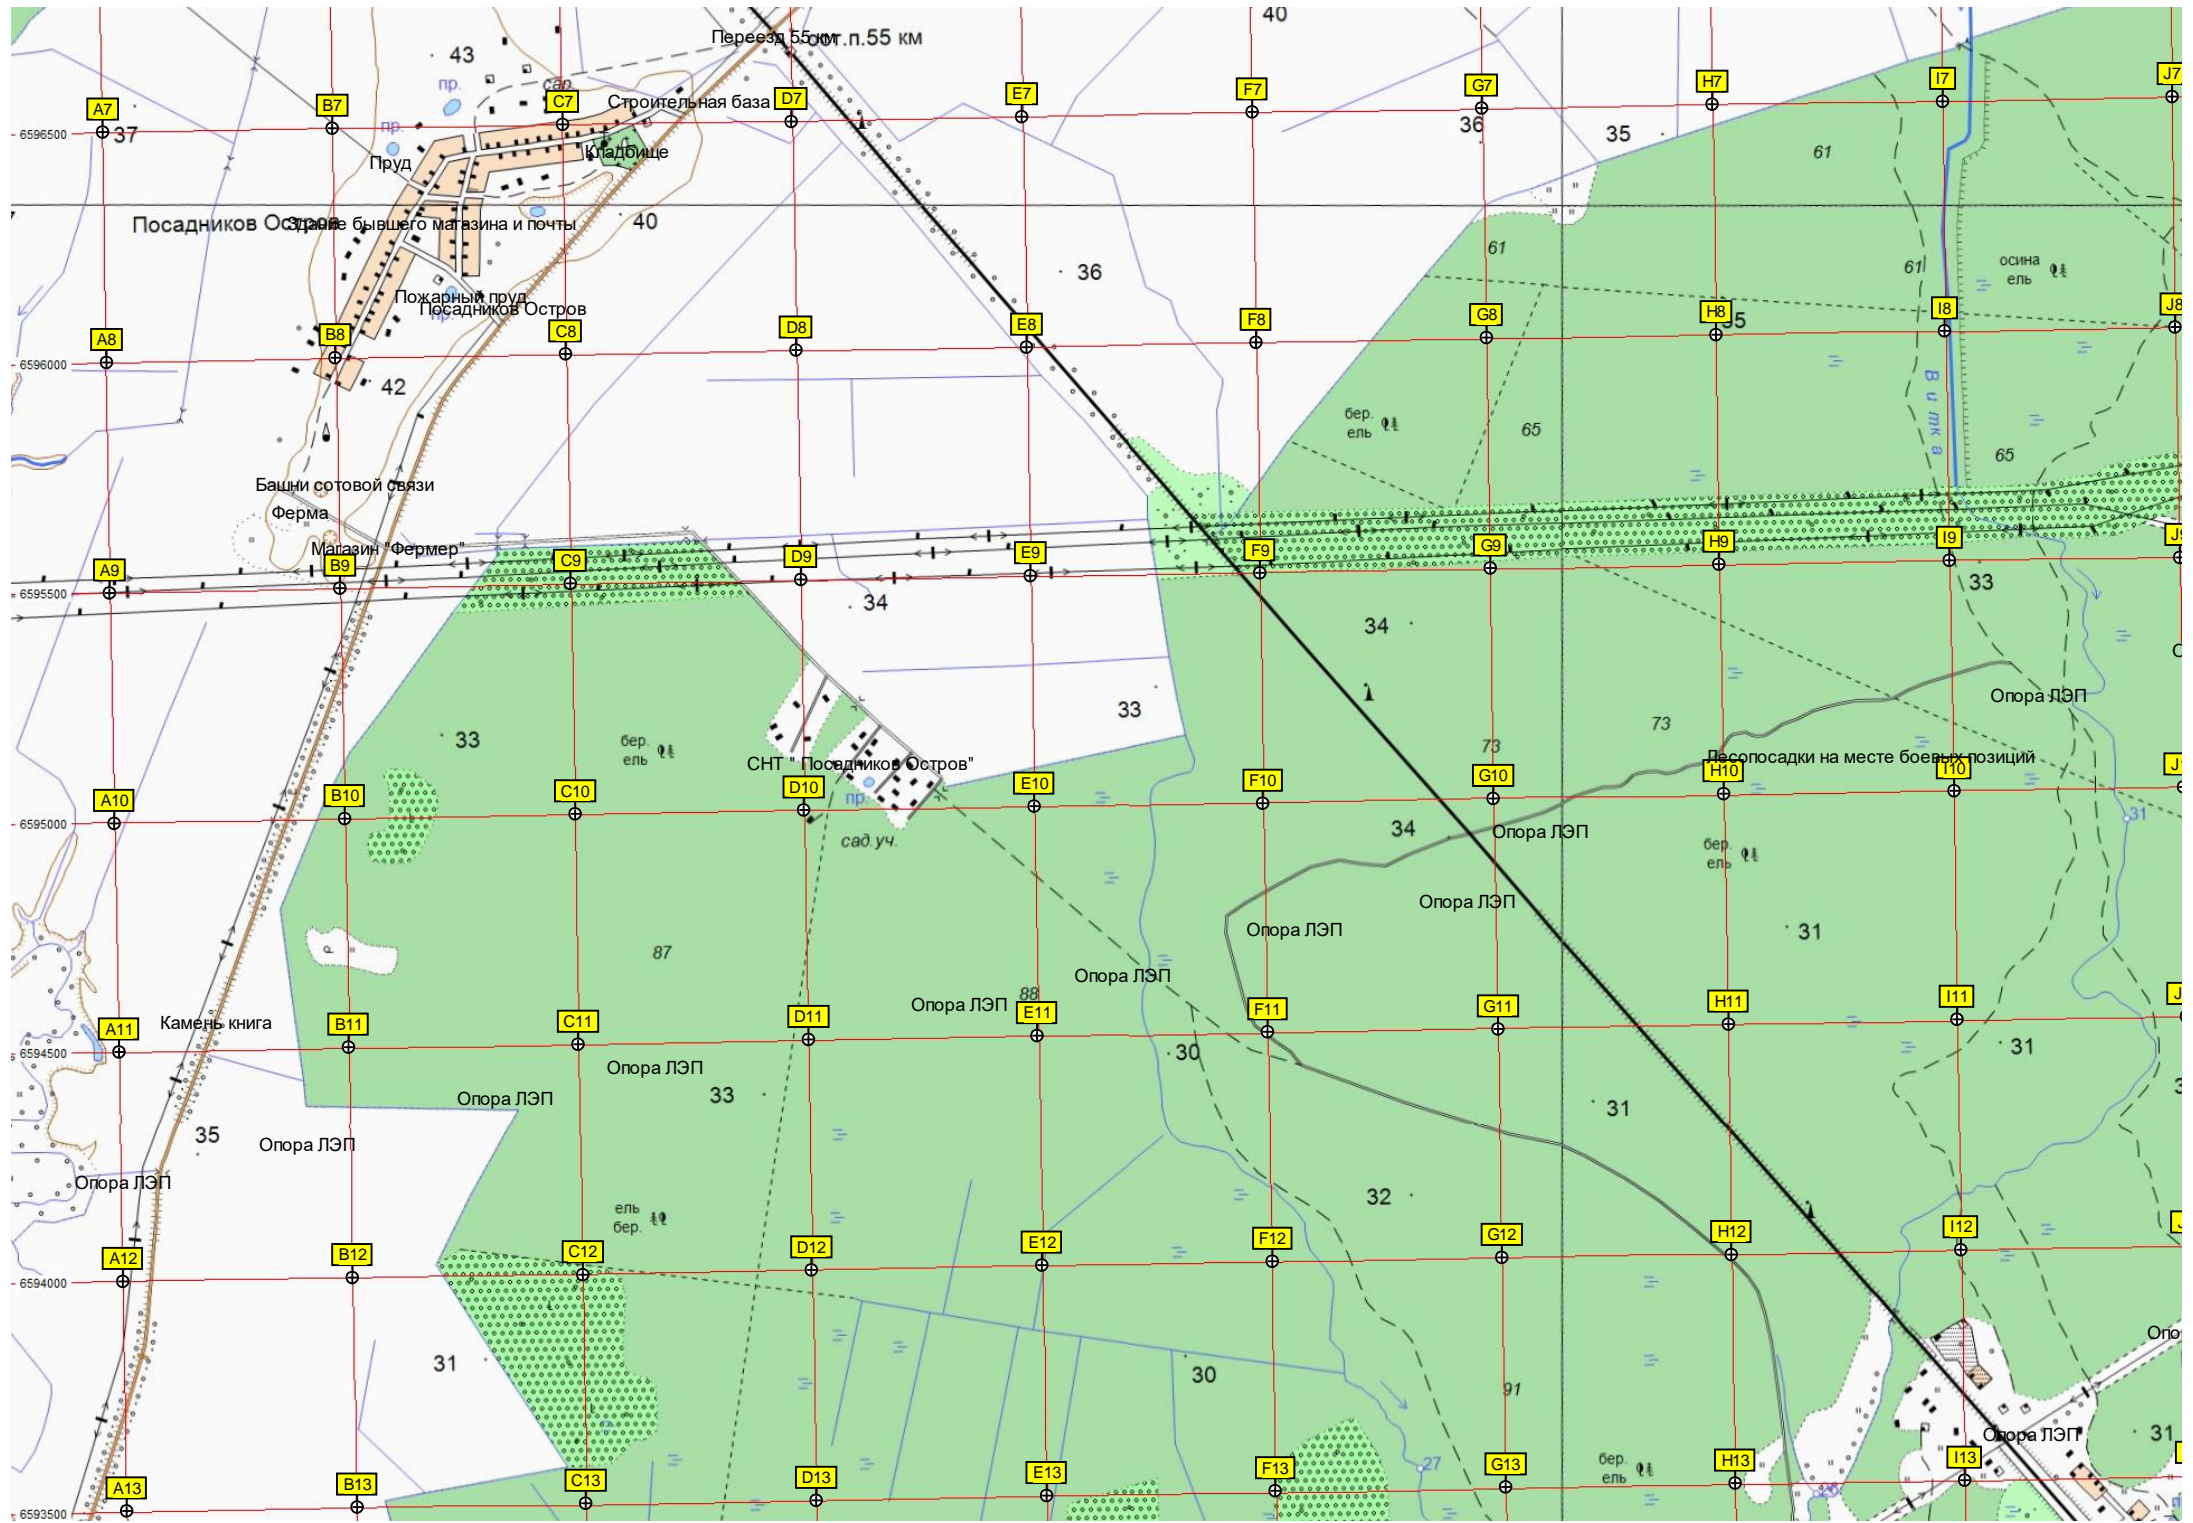 40
Переезд 55 км
ост.п.55 км
43
пр.
сар.
Строительная база
A7
B7
C7
D7
E7
F7
G7
H7
I7
J7
6596500
37
пр.
36
35
61
Пруд
Кладбище
Посадников Остров
Здание бывшего магазина и почты
40
36
61
61
осина
ель
Пожарный пруд
Посадников Остров
пр.
A8
B8
C8
D8
E8
F8
G8
H8
I8
J8
35
6596000
42
бер.
ель
65
Витка
65
Башни сотовой связи
Ферма
Магазин "Фермер"
A9
B9
C9
D9
E9
F9
G9
H9
I9
6595500
34
34
33
33
33
бер.
ель
73
73
Опора ЛЭП
СНТ " Посадников Остров"
Лесопосадки на месте боевых позиций
A10
B10
C10
D10
E10
F10
G10
H10
I10
пр.
6595000
сад.уч.
34
Опора ЛЭП
31
бер.
ель
Опора ЛЭП
Опора ЛЭП
31
87
Опора ЛЭП
88
Опора ЛЭП
Камень книга
A11
B11
C11
D11
E11
F11
G11
H11
I11
6594500
30
31
Опора ЛЭП
33
Опора ЛЭП
31
35
Опора ЛЭП
Опора ЛЭП
32
ель
бер.
A12
B12
C12
D12
E12
F12
G12
H12
I12
6594000
31
30
91
Опо
Опора ЛЭП
31
27
бер.
ель
A13
B13
C13
D13
E13
F13
G13
H13
I13
6593500